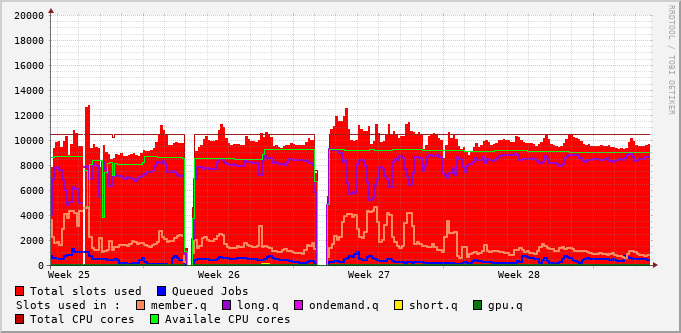 20000
18000
16000
14000
12000
10000
8000
6000
4000
2000
0
Week 25 Week 26 Week 27 Week 28
Total slots used Queued Jobs
Slots used in : member.q long.q ondemand.q short.q gpu.q
Total CPU cores Availale CPU cores
RRDTOOL / TOBI OETIKER